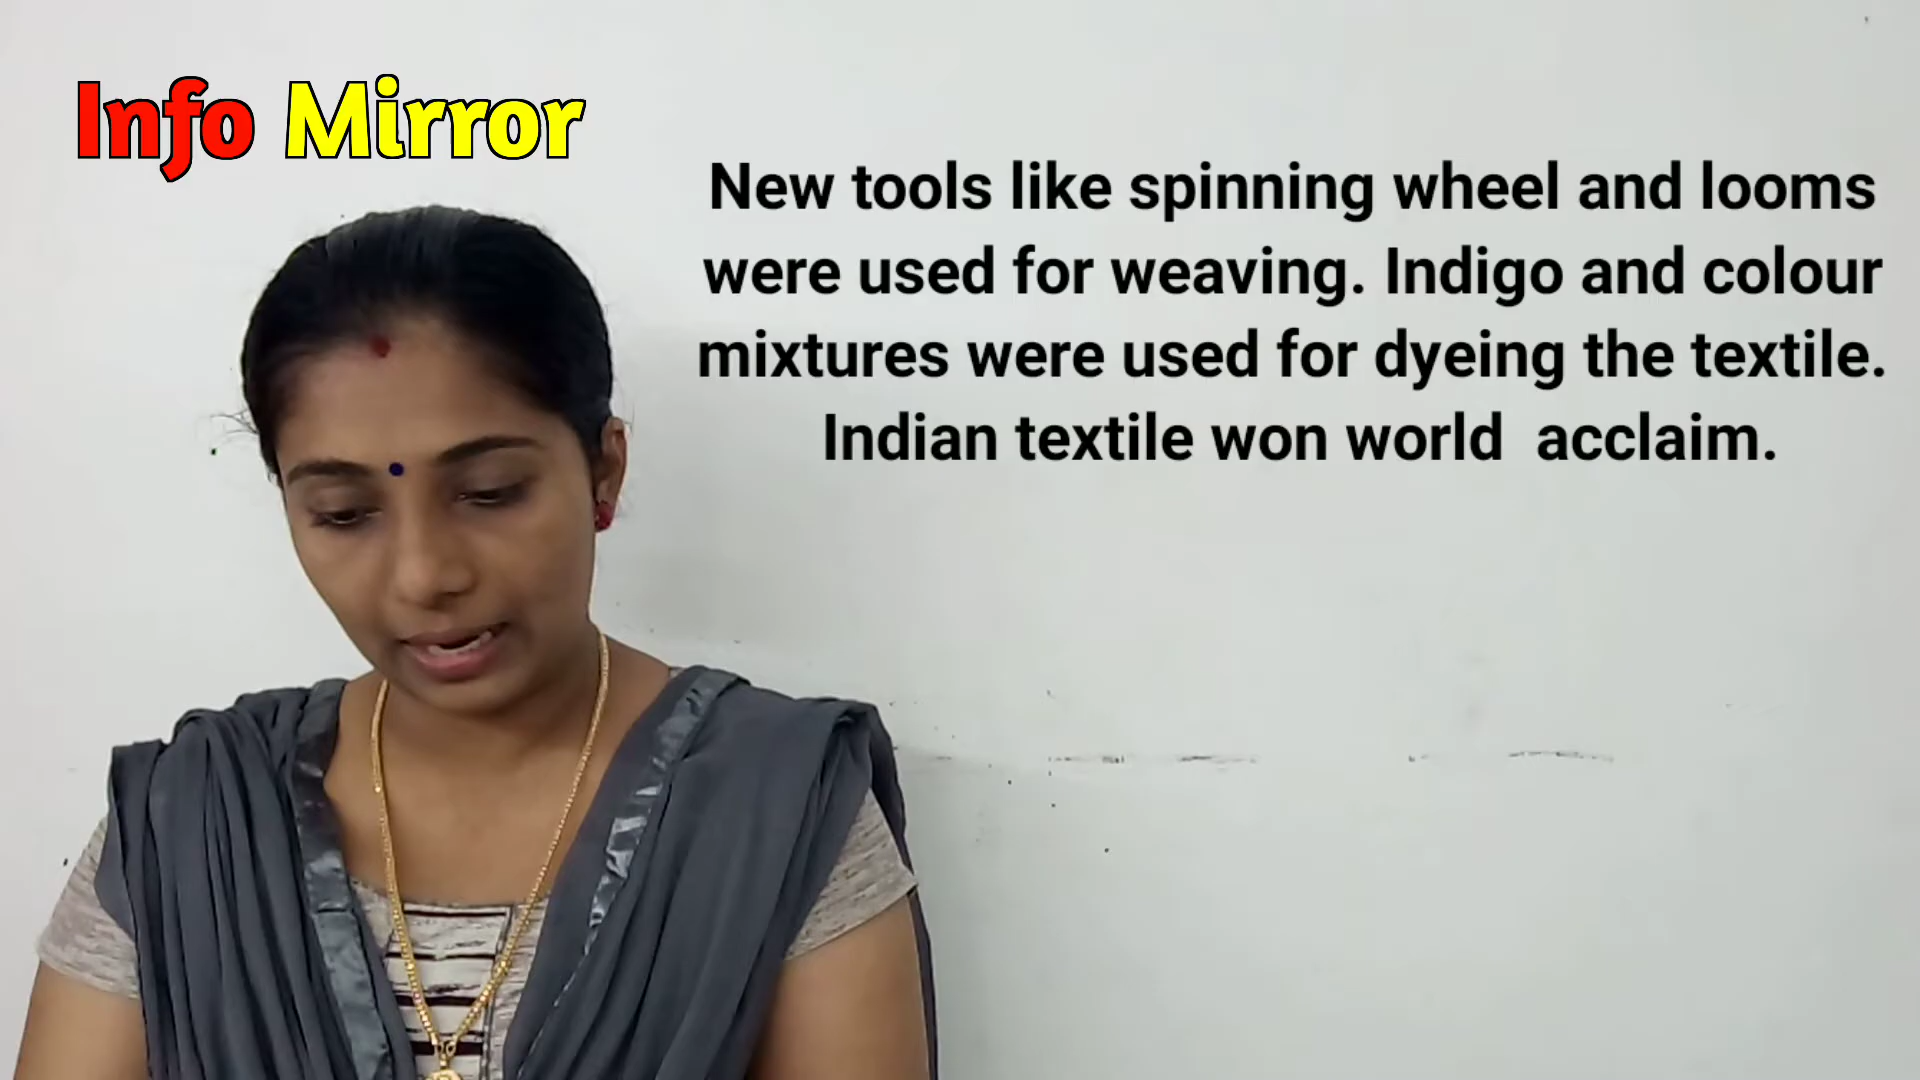 Info Mirror
New tools like spinning wheel and looms
were used for weaving. Indigo and colour
mixtures were used for dyeing the textile.
Indian textile won world  acclaim.